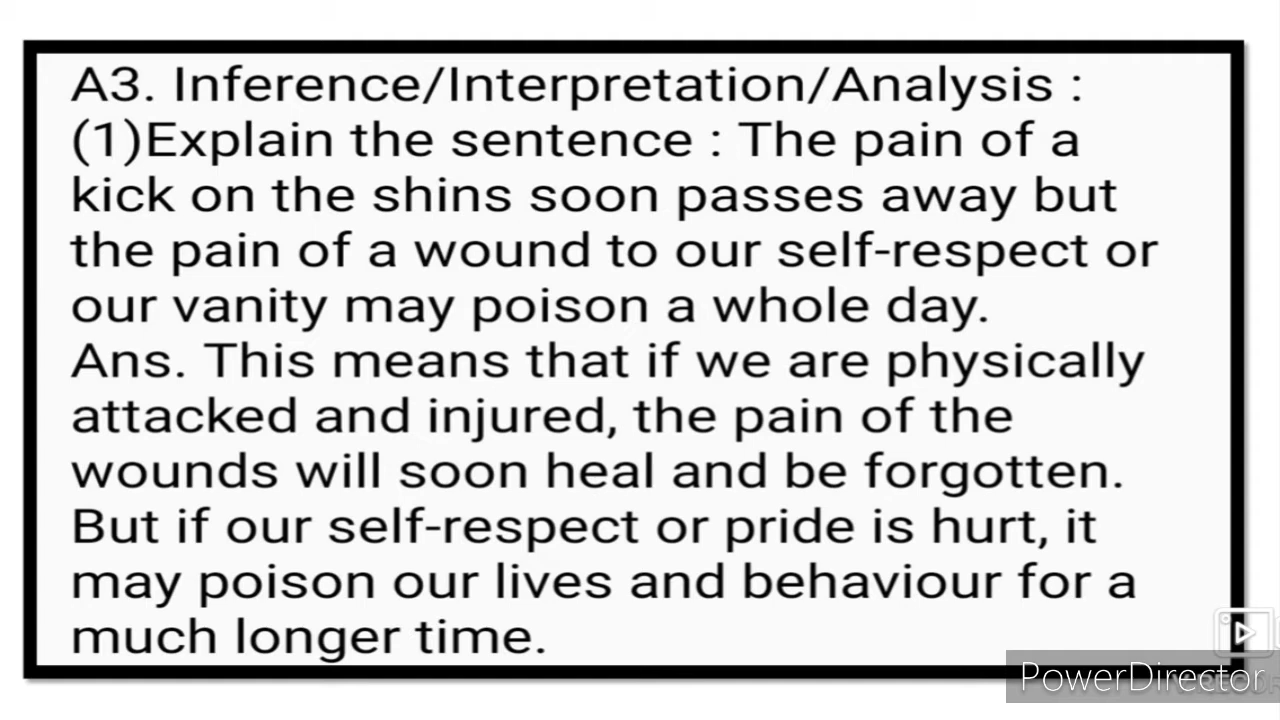 A3. Inference/Interpretation/Analysis :
(1)Explain the sentence : The pain of a
kick on the shins soon passes away but
the pain of a wound to our self-respect or
our vanity may poison a whole day.
Ans. This means that if we are physically
attacked and injured, the pain of the
wounds will soon heal and be forgotten.
But if our self-respect or pride is hurt, it
may poison our lives and behaviour for a
much longer time.
PowerDirector